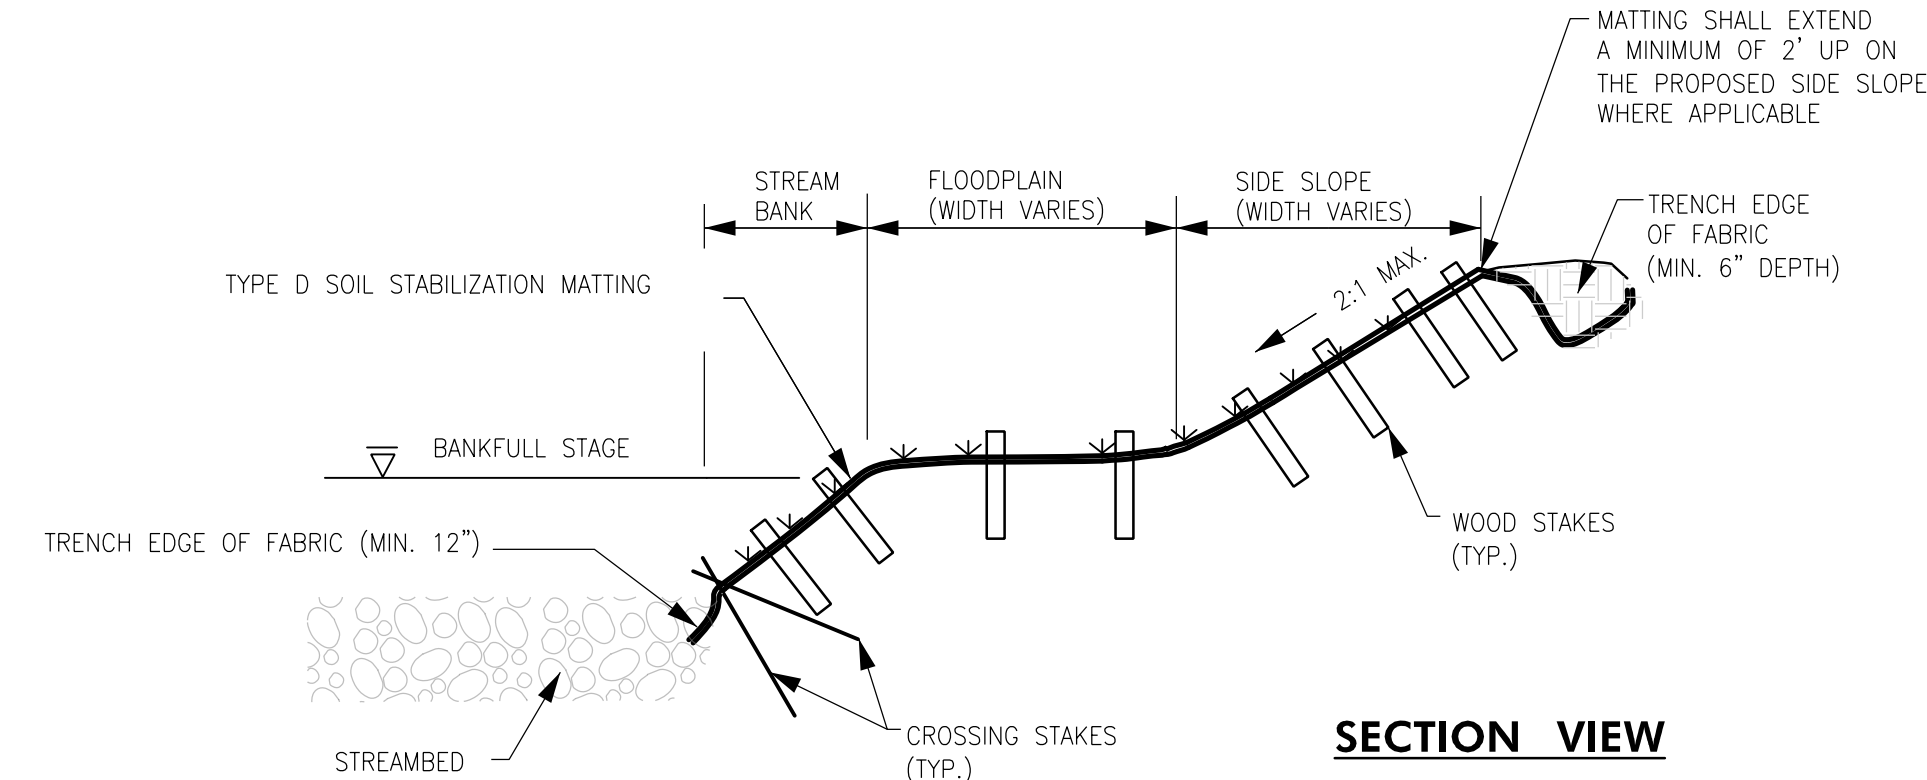 MATTING SHALL EXTEND
A MINIMUM OF 2' UP ON
THE PROPOSED SIDE SLOPE
WHERE APPLICABLE
STREAM
BANK
FLOODPLAIN
(WIDTH VARIES)
SIDE SLOPE
(WIDTH VARIES)
TRENCH EDGE
OF FABRIC
(MIN. 6" DEPTH)
2:1 MAX.
TYPE D SOIL STABILIZATION MATTING
BANKFULL STAGE
TRENCH EDGE OF FABRIC (MIN. 12")
WOOD STAKES
(TYP.)
CROSSING STAKES
(TYP.)
STREAMBED
SECTION VIEW